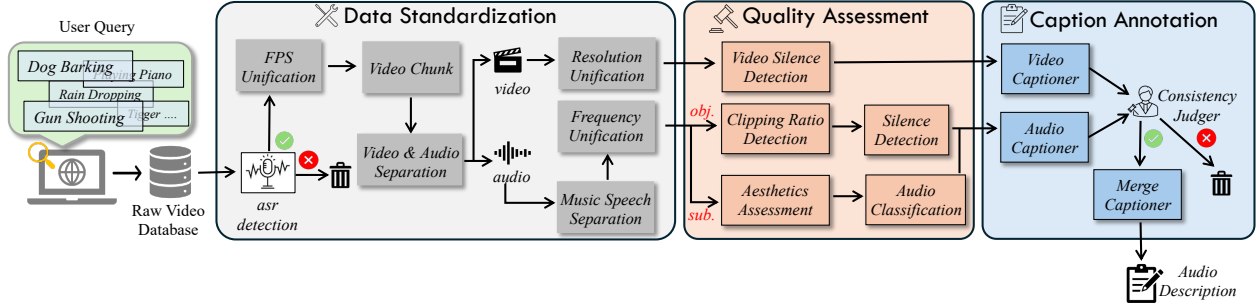 User Query
Dog Barking
Playing Piano
Rain Dropping
Tigger ....
Gun Shooting
Raw Video
Database
Data Standardization
FPS
Unification
Video Chunk
video
Resolution
Unification
Frequency
Unification
asr
detection
Video & Audio
Separation
audio
Music Speech
Separation
Quality Assessment
Video Silence
Detection
obj.
Clipping Ratio
Detection
Silence
Detection
sub.
Aesthetics
Assessment
Audio
Classification
Caption Annotation
Video
Captioner
Audio
Captioner
Consistency
Judger
Merge
Captioner
Audio
Description